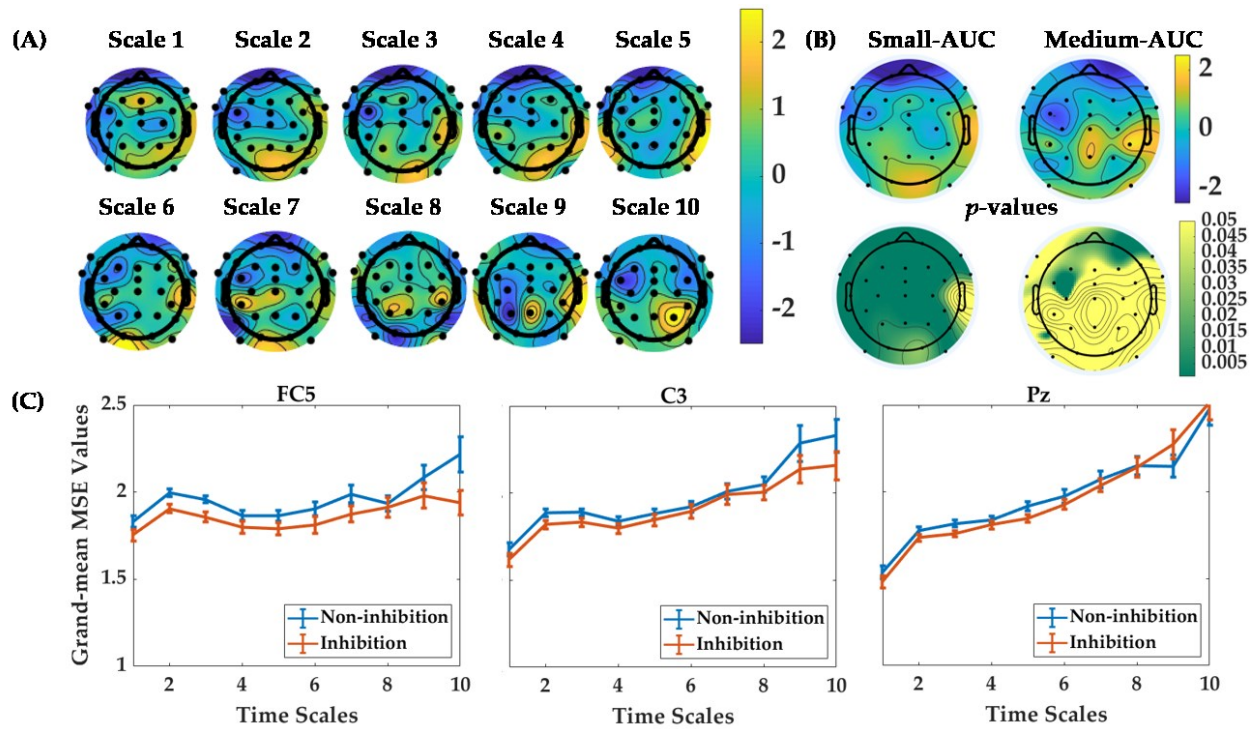 (A) Scale 1 Scale 2 Scale 3 Scale 4 Scale 5
2
1
0
-1
-2
Scale 6 Scale 7 Scale 8 Scale 9 Scale 10
(B) Small-AUC Medium-AUC
2
0
-2
p-values
0.05
0.045
0.04
0.035
0.03
0.025
0.02
0.015
0.01
0.005
(C) FC5 C3 Pz
Grand-mean MSE Values
2.5
2
1.5
1
Non-inhibition
Inhibition
2 4 6 8 10
Time Scales
Non-inhibition
Inhibition
2 4 6 8 10
Time Scales
Non-inhibition
Inhibition
2 4 6 8 10
Time Scales